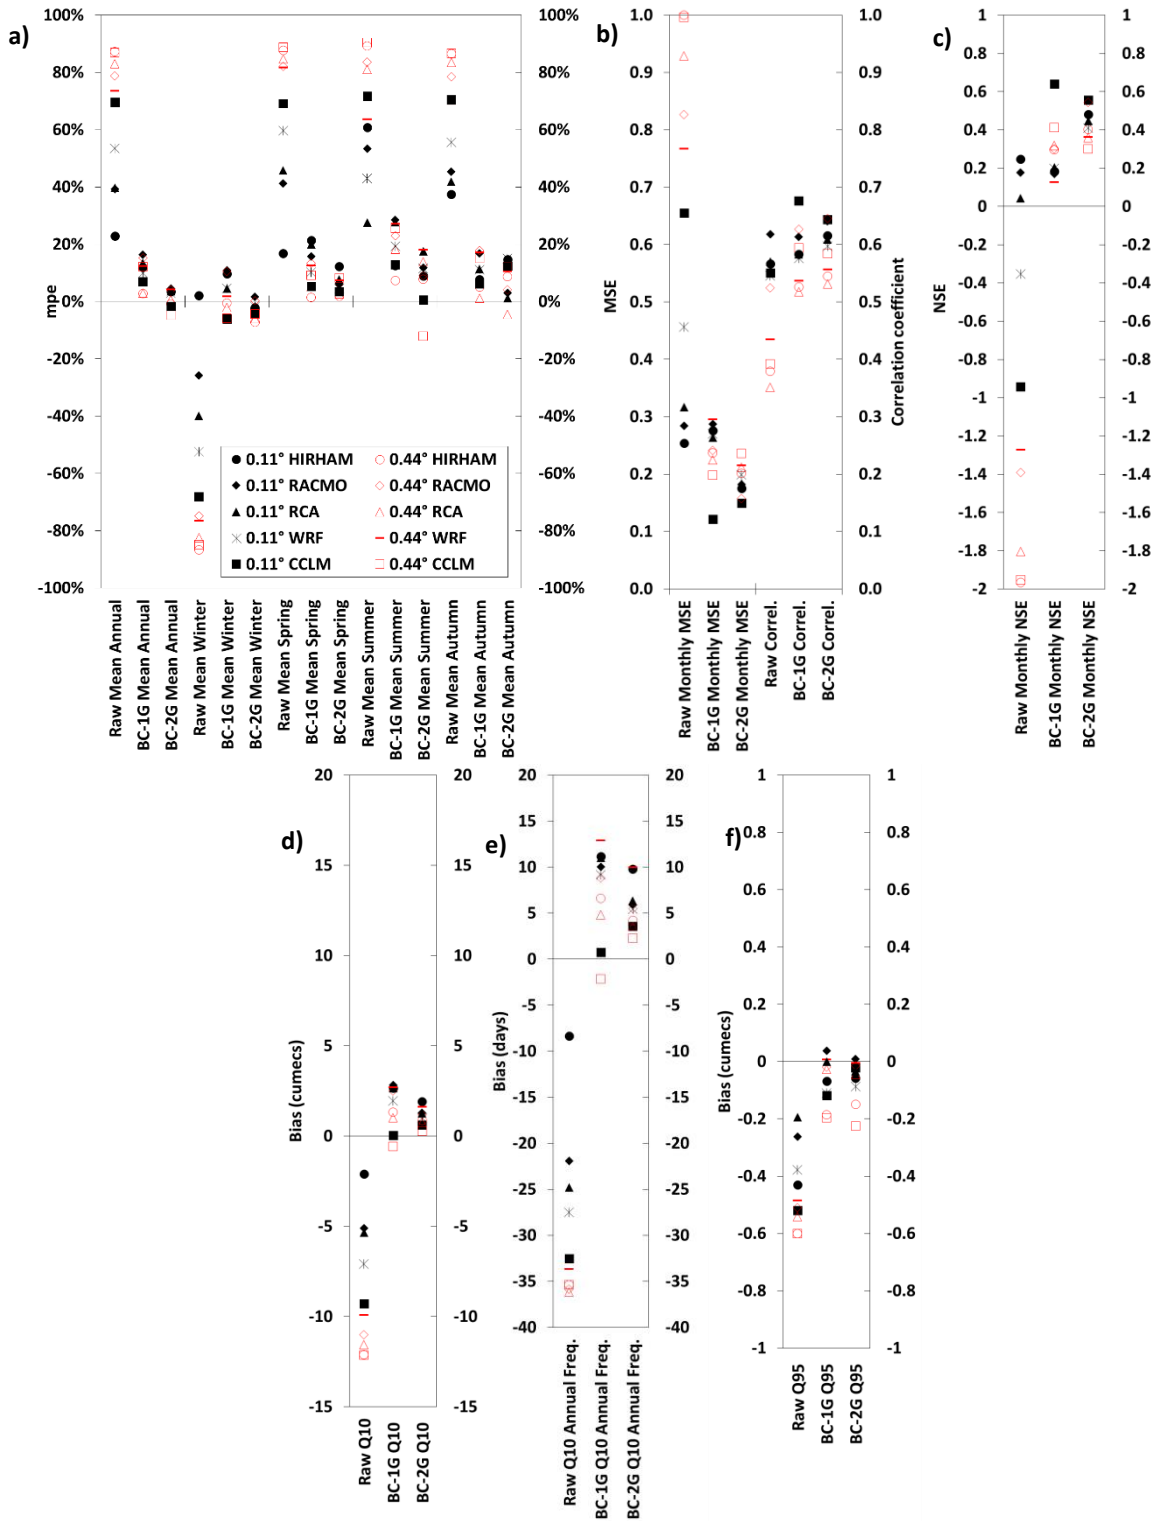 a)
100%
80%
60%
40%
20%
0%
-20%
-40%
-60%
-80%
-100%
mpe
100%
80%
60%
40%
20%
0%
-20%
-40%
-60%
-80%
-100%
0.11° HIRHAM
0.44° HIRHAM
0.11° RACMO
0.44° RACMO
0.11° RCA
0.44° RCA
0.11° WRF
0.44° WRF
0.11° CCLM
0.44° CCLM
Raw Mean Annual
BC-1G Mean Annual
BC-2G Mean Annual
Raw Mean Winter
BC-1G Mean Winter
BC-2G Mean Winter
Raw Mean Spring
BC-1G Mean Spring
BC-2G Mean Spring
Raw Mean Summer
BC-1G Mean Summer
BC-2G Mean Summer
Raw Mean Autumn
BC-1G Mean Autumn
BC-2G Mean Autumn
b)
1.0
0.9
0.8
0.7
0.6
0.5
0.4
0.3
0.2
0.1
0.0
MSE
1.0
0.9
0.8
0.7
0.6
0.5
0.4
0.3
0.2
0.1
0.0
Correlation coefficient
Raw Monthly MSE
BC-1G Monthly MSE
BC-2G Monthly MSE
Raw Correl.
BC-1G Correl.
BC-2G Correl.
c)
1
0.8
0.6
0.4
0.2
0
-0.2
-0.4
-0.6
-0.8
-1
-1.2
-1.4
-1.6
-1.8
-2
NSE
1
0.8
0.6
0.4
0.2
0
-0.2
-0.4
-0.6
-0.8
-1
-1.2
-1.4
-1.6
-1.8
-2
Raw Monthly NSE
BC-1G Monthly NSE
BC-2G Monthly NSE
d)
20
15
10
5
0
-5
-10
-15
Bias (cumecs)
20
15
10
5
0
-5
-10
-15
Raw Q10
BC-1G Q10
BC-2G Q10
e)
20
15
10
5
0
-5
-10
-15
-20
-25
-30
-35
-40
Bias (days)
20
15
10
5
0
-5
-10
-15
-20
-25
-30
-35
-40
Raw Q10 Annual Freq.
BC-1G Q10 Annual Freq.
BC-2G Q10 Annual Freq.
f)
1
0.8
0.6
0.4
0.2
0
-0.2
-0.4
-0.6
-0.8
-1
Bias (cumecs)
1
0.8
0.6
0.4
0.2
0
-0.2
-0.4
-0.6
-0.8
-1
Raw Q95
BC-1G Q95
BC-2G Q95